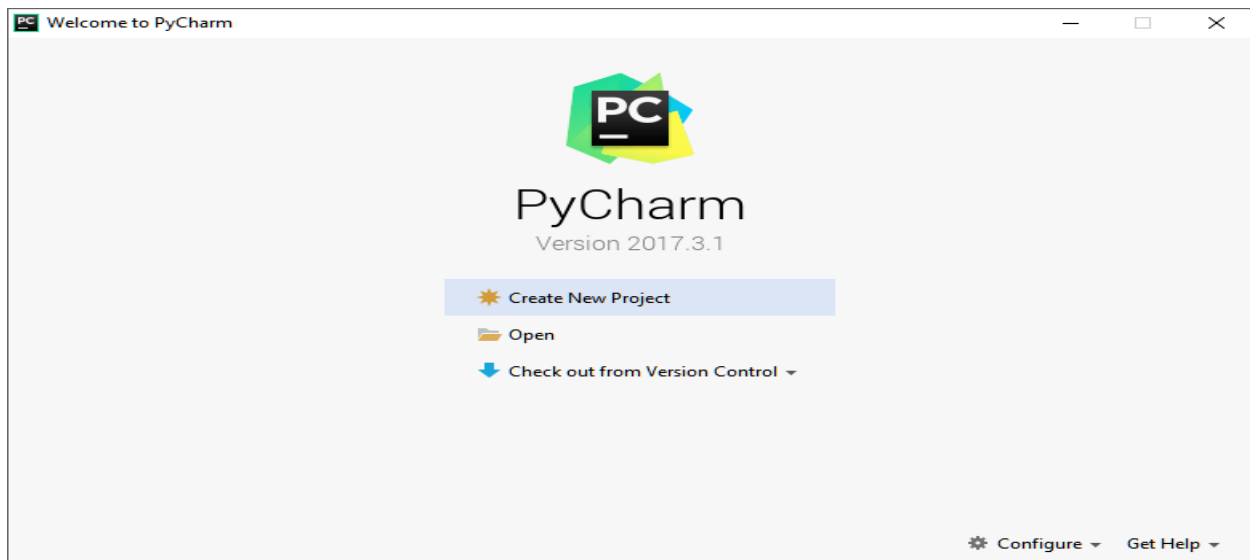 PC Welcome to PyCharm
PC
PyCharm
Version 2017.3.1
Create New Project
Open
Check out from Version Control
Configure Get Help